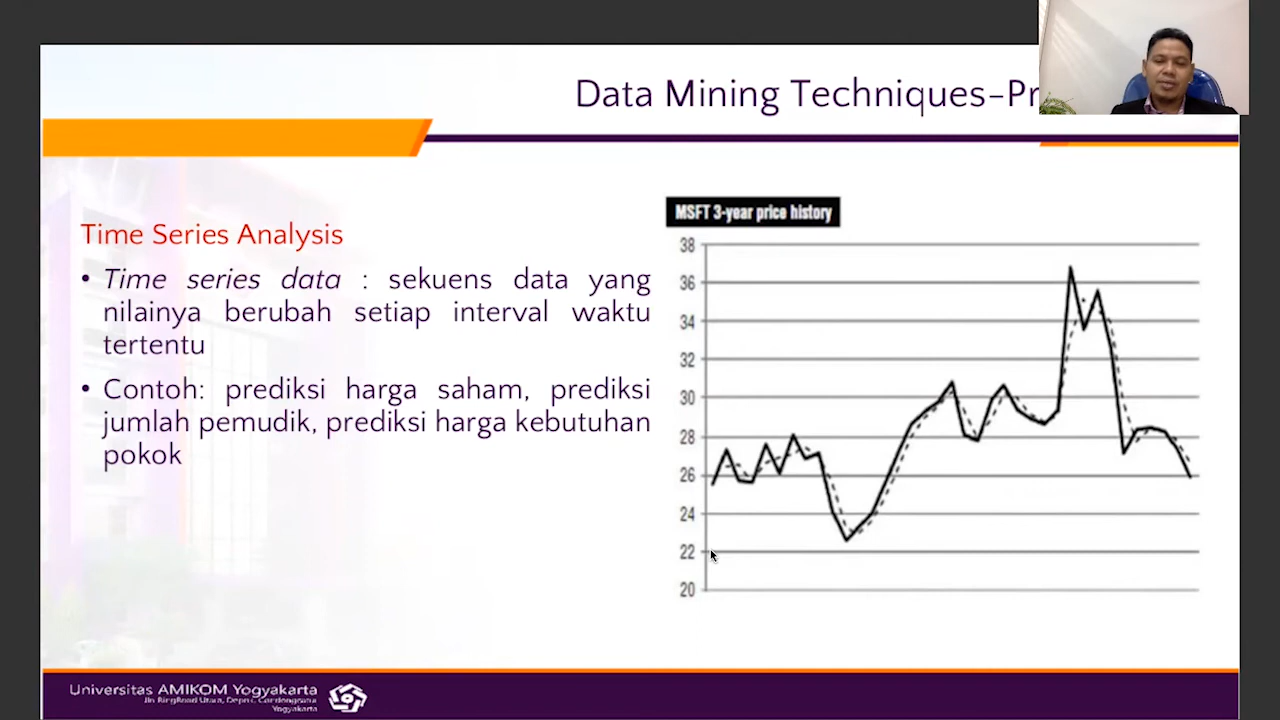 Data Mining Techniques-Pr
Time Series Analysis
• Time series data : sekuens data yang
nilainya berubah setiap interval waktu
tertentu
• Contoh: prediksi harga saham, prediksi
jumlah pemudik, prediksi harga kebutuhan
pokok
MSFT 3-year price history
38
36
34
32
30
28
26
24
22
20
Universitas AMIKOM Yogyakarta
Yogyakarta